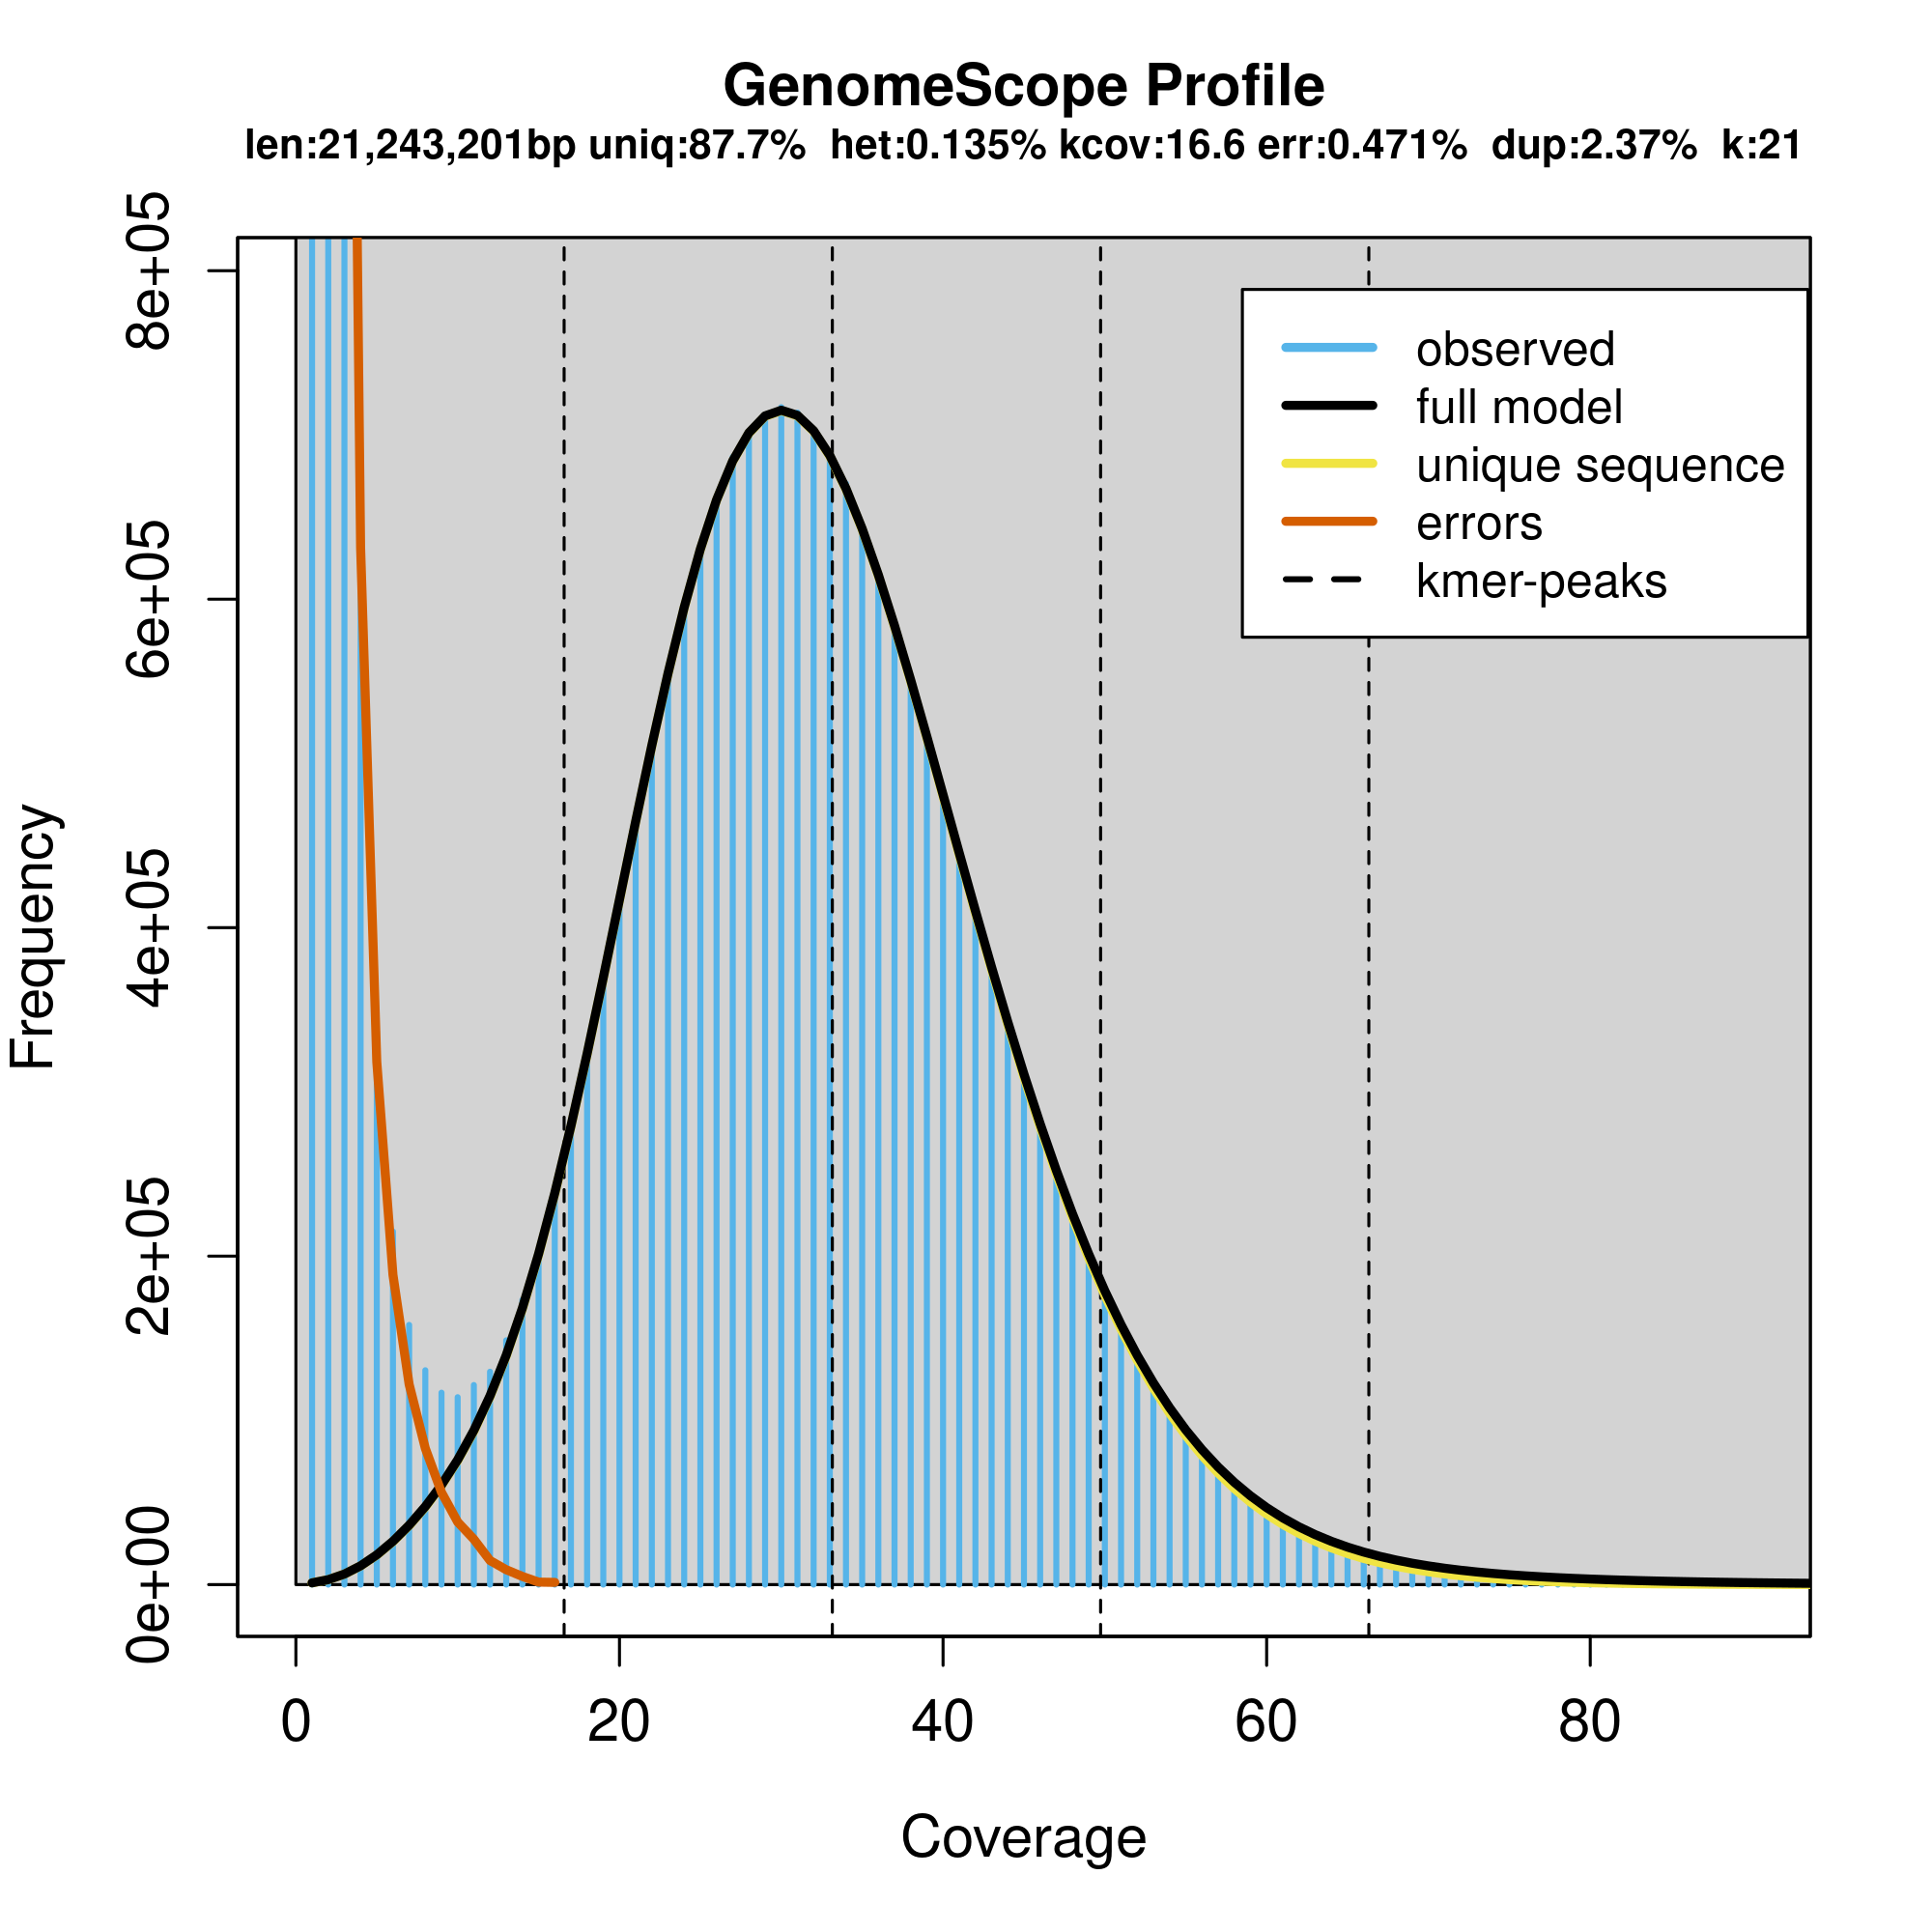 GenomeScope Profile
len:21,243,201bp uniq:87.7% het:0.135% kcov:16.6 err:0.471% dup:2.37% k:21
8e+05
6e+05
4e+05
2e+05
0e+00
Frequency
observed
full model
unique sequence
errors
kmer-peaks
0 20 40 60 80
Coverage